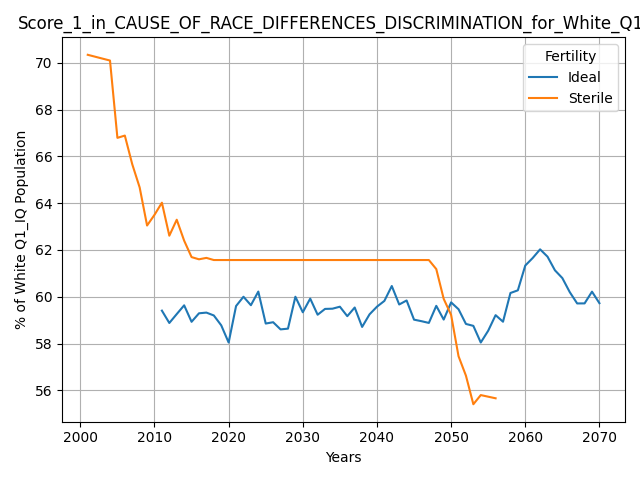 Score_1_in_CAUSE_OF_RACE_DIFFERENCES_DISCRIMINATION_for_White_Q1
Fertility
Ideal
Sterile
% of White Q1_IQ Population
70
68
66
64
62
60
58
56
2000 2010 2020 2030 2040 2050 2060 2070
Years